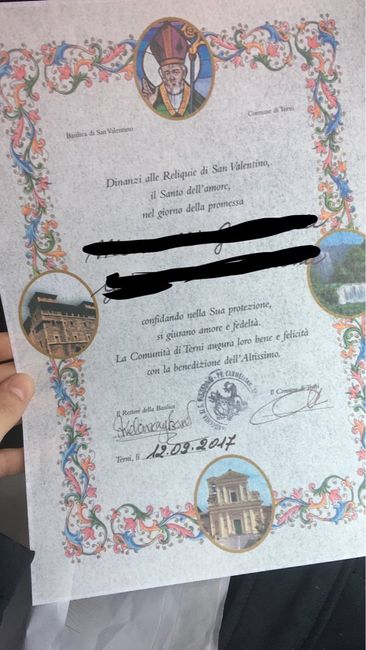 Basilica di San Valentino
Comune di Terni
Dinanzi alle Reliquie di San Valentino,
il Santo dell'amore,
nel giorno della promessa
confidando nella Sua protezione,
si giurano amore e fedeltà.
La Comunità di Terni augura loro bene e felicità
con la benedizione dell'Altissimo.
Il Rettore della Basilica
Il Comune di Terni
Terni, li 12.09.2017